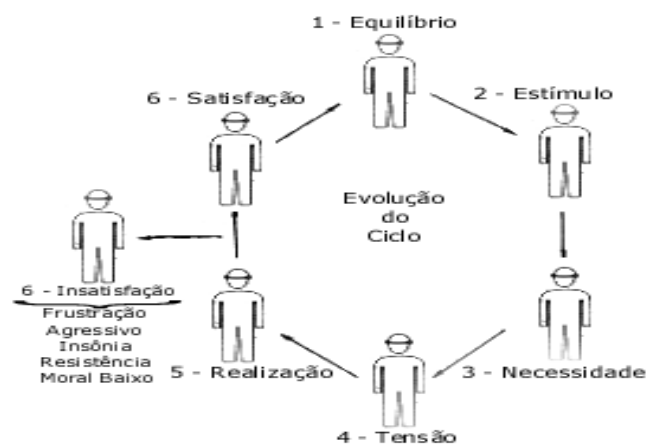 1 - Equilíbrio
2 - Estímulo
6 - Satisfação
Evolução
do
Ciclo
6 - Insatisfação
Frustração
Agressivo
Insônia
Resistência
Moral Baixo
5 - Realização
3 - Necessidade
4 - Tensão